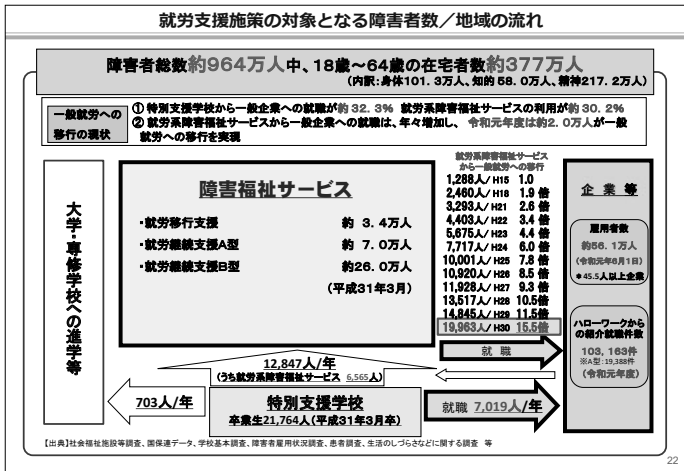 就労支援施策の対象となる障害者数／地域の流れ
障害者総数約964万人中、18歳～64歳の在宅者数約377万人
（内訳：身体101.3万人、知的 58.0万人、精神217.2万人）
一般就労への
移行の現状
① 特別支援学校から一般企業への就職が約 32.3％ 就労系障害福祉サービスの利用が約 30.2％
② 就労系障害福祉サービスから一般企業への就職は、年々増加し、 令和元年度は約2.0万人が一般
就労への移行を実現
大学・専修学校への進学等
障害福祉サービス
・就労移行支援 約 3.4万人
・就労継続支援A型 約 7.0万人
・就労継続支援B型 約26.0万人
（平成31年3月）
就労系障害福祉サービス
から一般就労への移行
1,288人/ H15 1.0
2,460人/ H18 1.9 倍
3,293人/ H21 2.6 倍
4,403人/ H22 3.4 倍
5,675人/ H23 4.4 倍
7,717人/ H24 6.0 倍
10,001人/ H25 7.8 倍
10,920人/ H26 8.5 倍
11,928人/ H27 9.3 倍
13,517人/ H28 10.5倍
14,845人/ H29 11.5倍
19,963人/ H30 15.5倍
就 職
企 業 等
雇用者数
約56.1万人
（令和元年6月1日）
＊45.5人以上企業
ハローワークから
の紹介就職件数
103,163件
※A型：19,388件
（令和元年度）
12,847人/年
（うち就労系障害福祉サービス 6,565人）
703人/年
特別支援学校
卒業生21,764人（平成31年3月卒）
就職 7,019人/年
【出典】社会福祉施設等調査、国保連データ、学校基本調査、障害者雇用状況調査、患者調査、生活のしづらさなどに関する調査 等
22